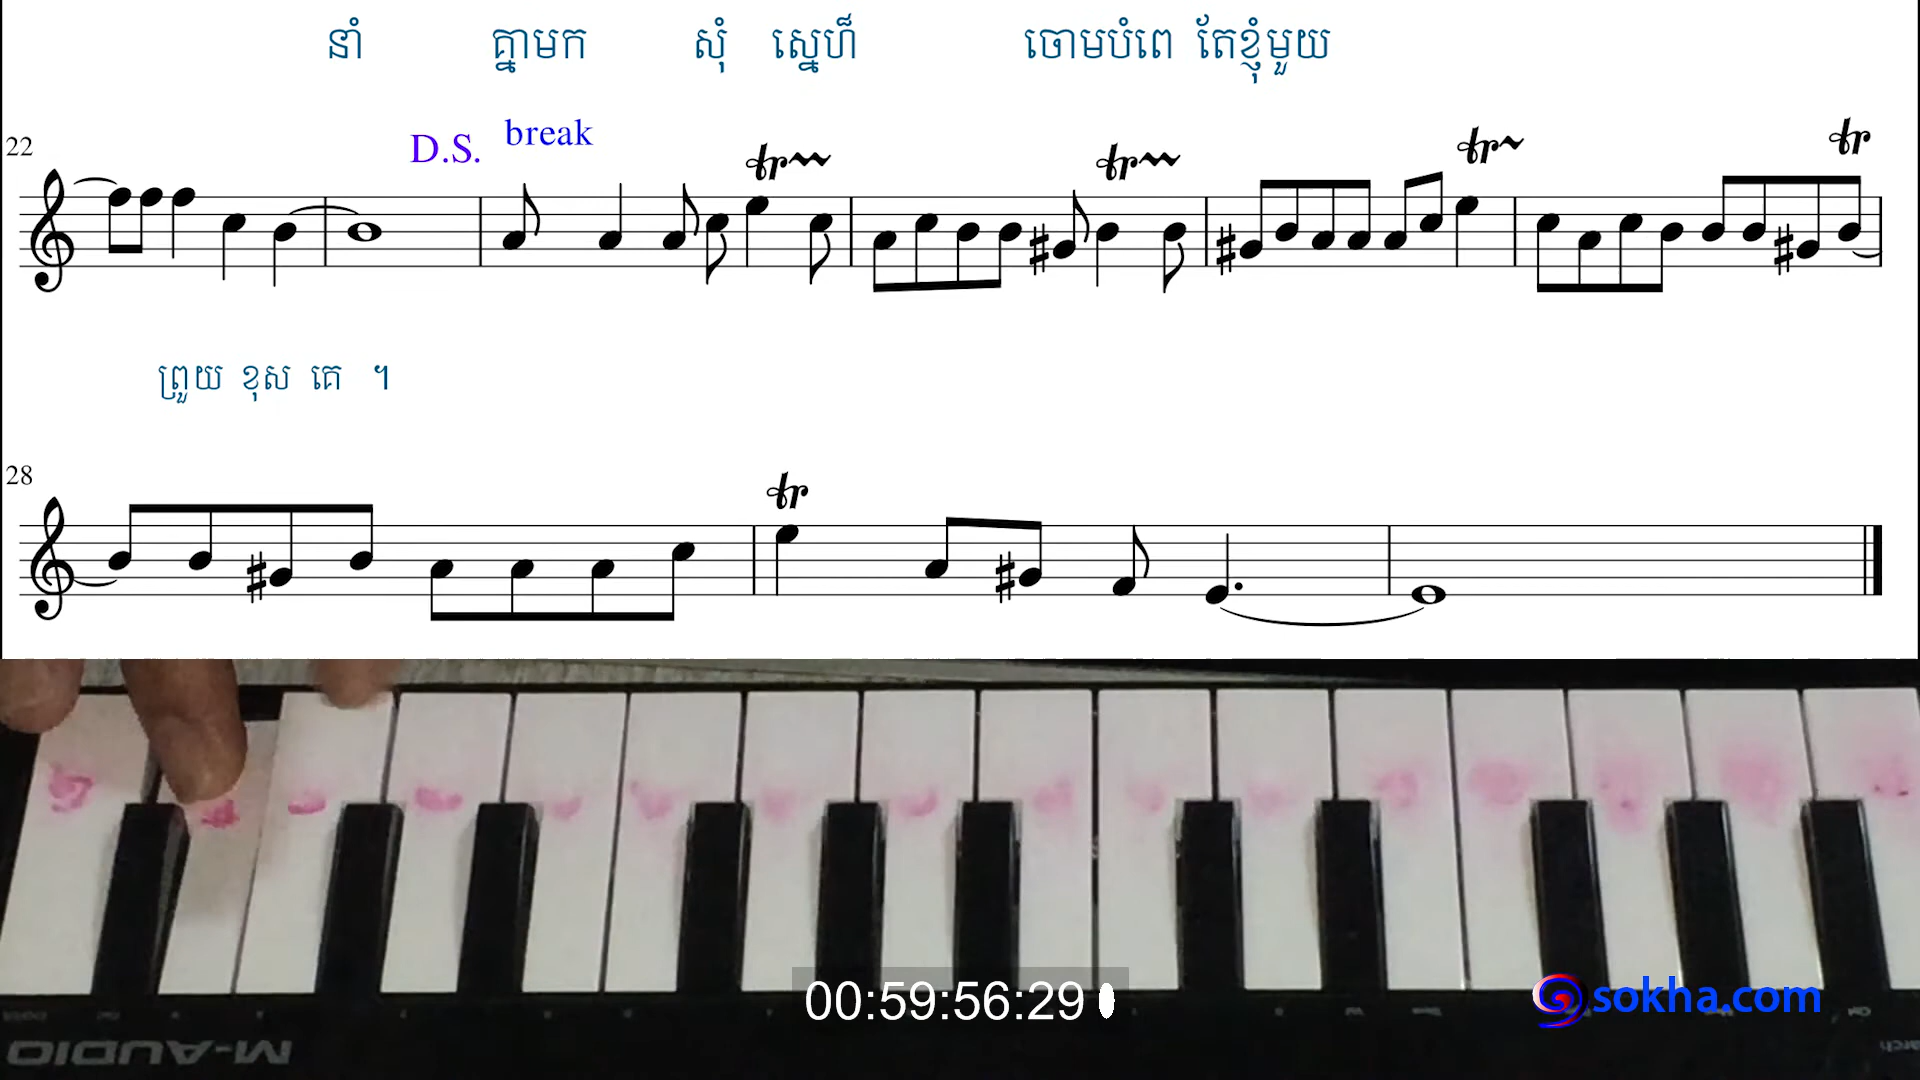 នាំ គ្នាមក សុំ ស្នេហ៏ ចោមបំពេ តែខ្ញុំមួយ
22 D.S. break tr tr tr tr
ព្រួយ ខុស គេ ។
28 tr
00:59:56:29
sokha.com
M-AUDIO